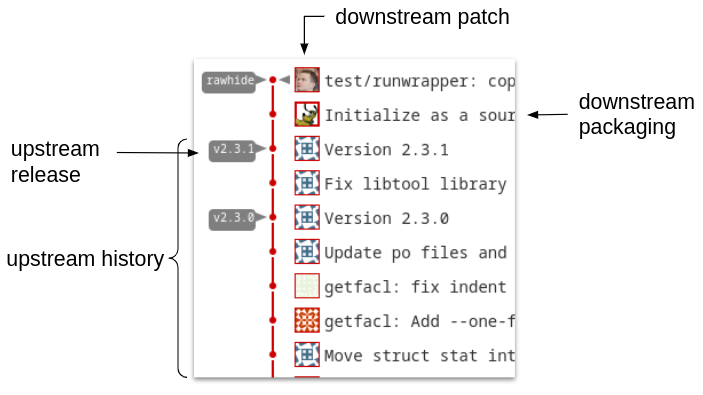 downstream patch
rawhide
test/runwrapper: cop
Initialize as a sour
downstream
packaging
upstream
release
v2.3.1
Version 2.3.1
Fix libtool library
v2.3.0
Version 2.3.0
upstream history
Update po files and
getfacl: fix indent
getfacl: Add --one-f
Move struct stat int